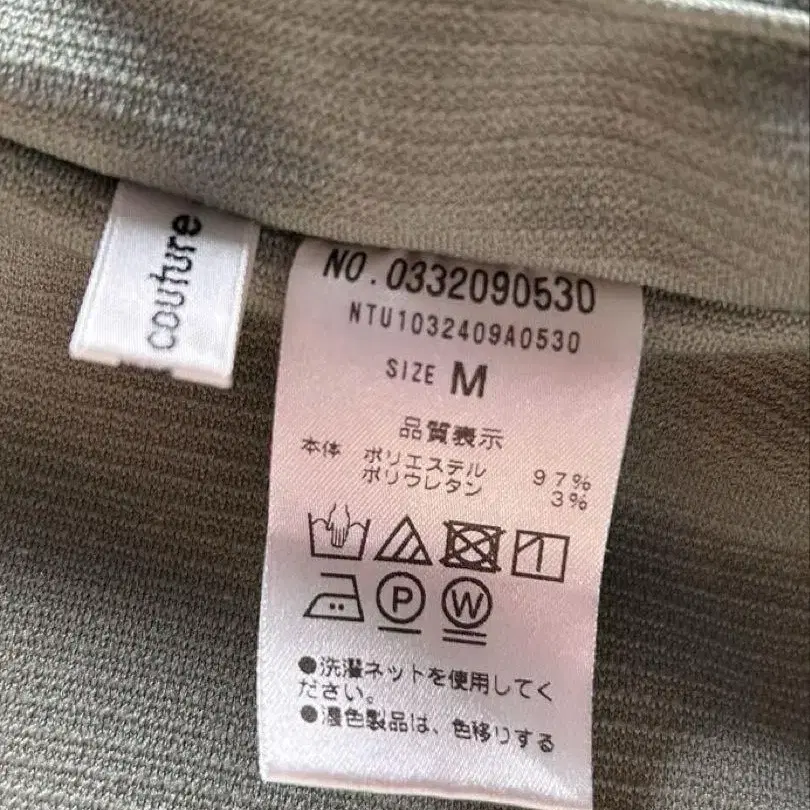 couture
NO.0332090530
NTU1032409A0530
SIZE M
品質表示
本体 ポリエステル 97%
ポリウレタン 3%
P W
●洗濯ネットを使用してく
ださい。
●濃色製品は、色移りする